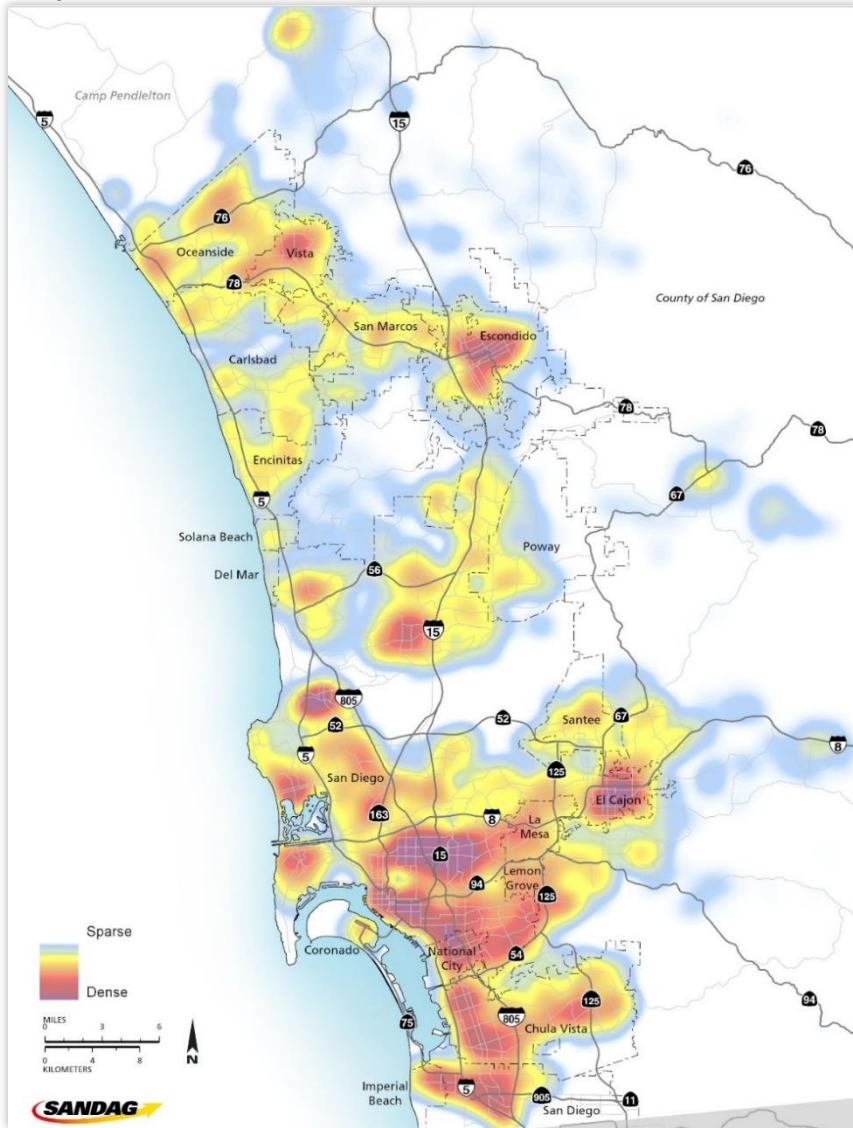 Camp Pendlelton
5
15
76
76
Oceanside
Vista
78
County of San Diego
San Marcos
Escondido
Carlsbad
78
78
Encinitas
67
5
Solana Beach
Poway
56
Del Mar
15
805
Santee
67
52
52
5
8
125
San Diego
El Cajon
163
8
La
Mesa
15
Lemon
Grove
94
125
Sparse
Dense
Coronado
National
City
54
125
94
75
805
Chula Vista
MILES
0 3 6
0 4 8
KILOMETERS
N
Imperial
Beach
5
905
11
San Diego
SANDAG